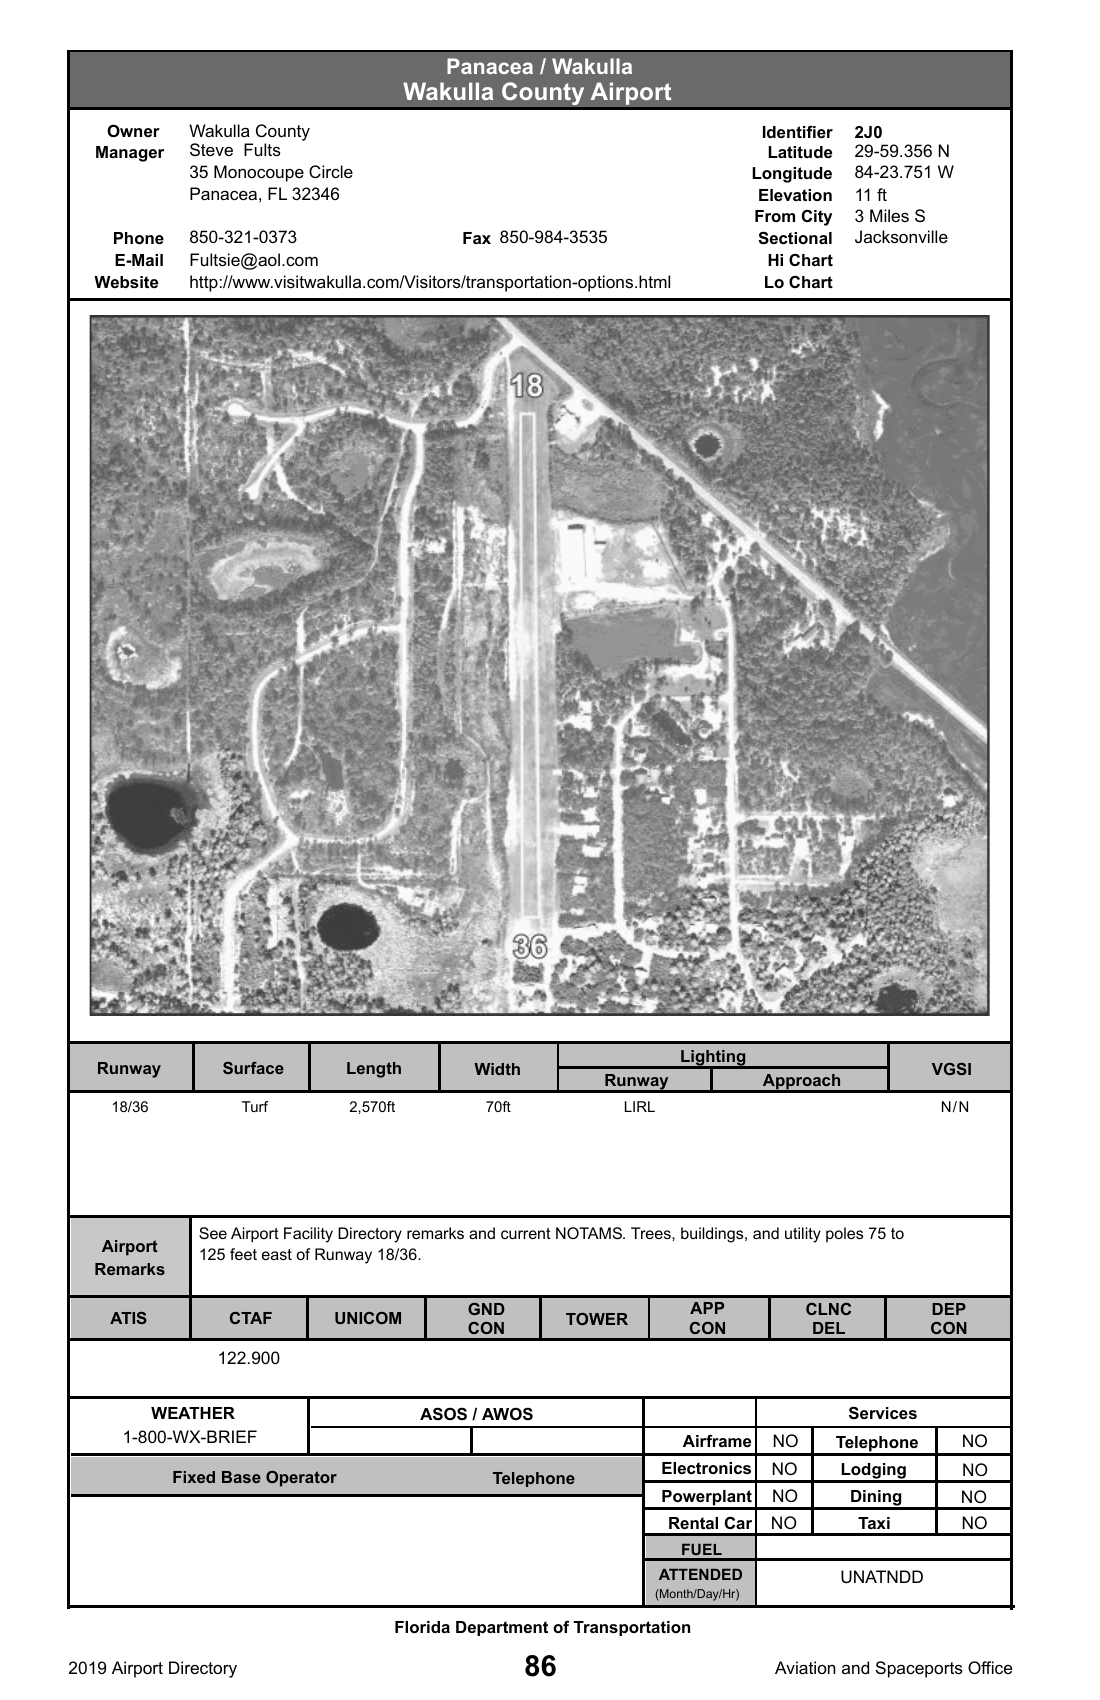 Panacea / Wakulla
Wakulla County Airport
Owner Wakulla County
Manager Steve Fults
35 Monocoupe Circle
Panacea, FL 32346
Phone 850-321-0373 Fax 850-984-3535
E-Mail Fultsie@aol.com
Website http://www.visitwakulla.com/Visitors/transportation-options.html
Identifier 2J0
Latitude 29-59.356 N
Longitude 84-23.751 W
Elevation 11 ft
From City 3 Miles S
Sectional Jacksonville
Hi Chart
Lo Chart
18
36
Runway Surface Length Width Lighting VGSI
Runway Approach
18/36 Turf 2,570ft 70ft LIRL N/N
Airport Remarks
See Airport Facility Directory remarks and current NOTAMS. Trees, buildings, and utility poles 75 to
125 feet east of Runway 18/36.
ATIS CTAF UNICOM GND CON TOWER APP CON CLNC DEL DEP CON
122.900
WEATHER ASOS / AWOS Services
1-800-WX-BRIEF
Airframe NO Telephone NO
Electronics NO Lodging NO
Powerplant NO Dining NO
Rental Car NO Taxi NO
Fixed Base Operator Telephone
FUEL
ATTENDED UNATNDD
(Month/Day/Hr)
Florida Department of Transportation
2019 Airport Directory 86 Aviation and Spaceports Office